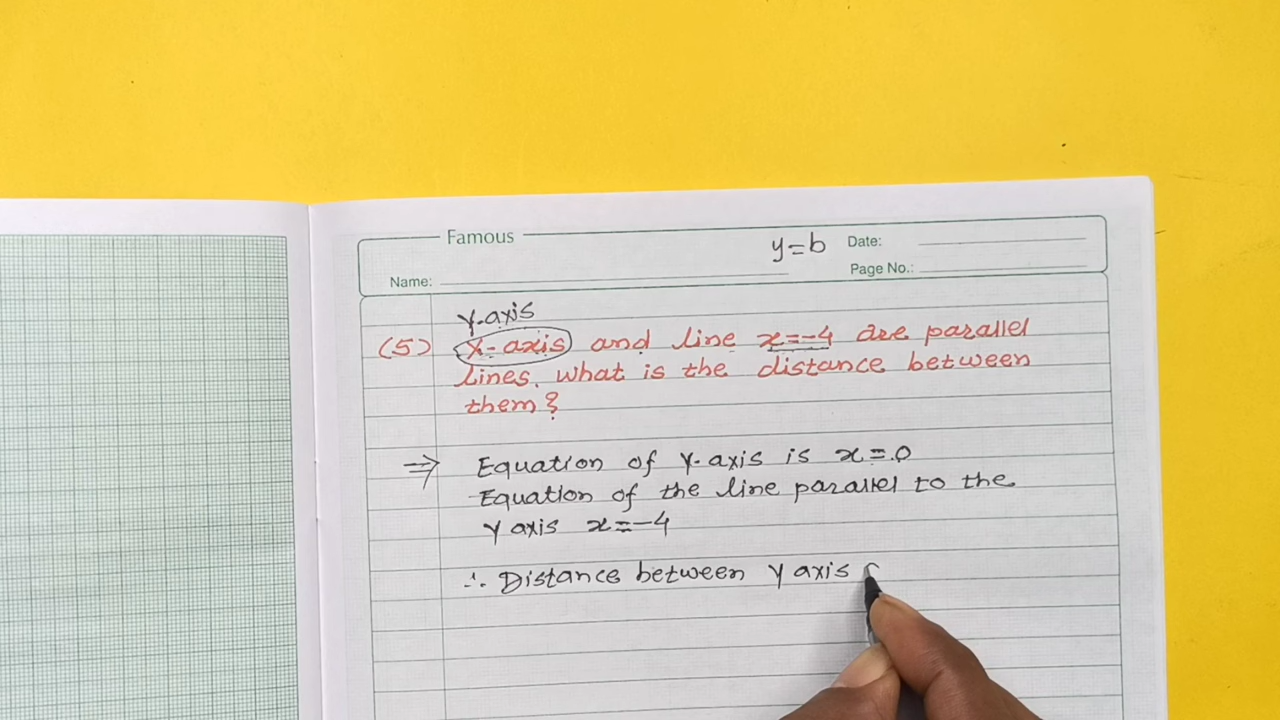 Famous
y=b
Date:
Name:
Page No.:
Y-axis
(5) X-axis and line x=-4 are parallel
lines. what is the distance between
them?
⇒ Equation of Y-axis is x=0
Equation of the line parallel to the
Y axis x=-4
∴ Distance between Y axis